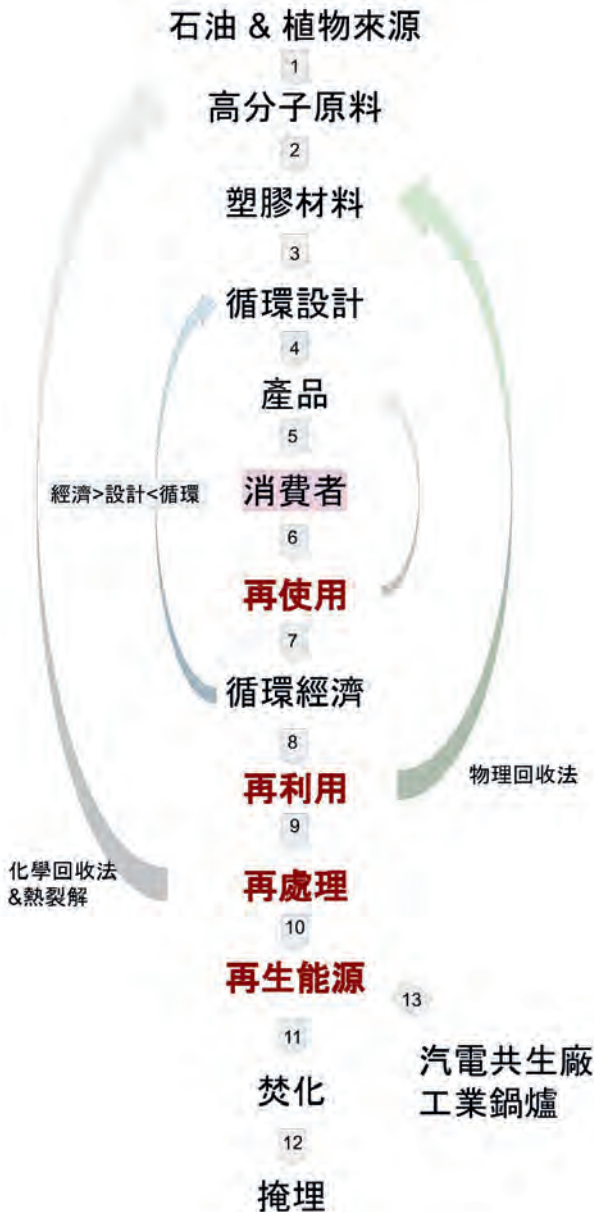 石油 & 植物來源
1
高分子原料
2
塑膠材料
3
循環設計
4
產品
5
經濟>設計<循環
消費者
6
再使用
7
循環經濟
8
再利用
物理回收法
9
化學回收法
&熱裂解
再處理
10
再生能源
13
11
汽電共生廠
工業鍋爐
焚化
12
掩埋